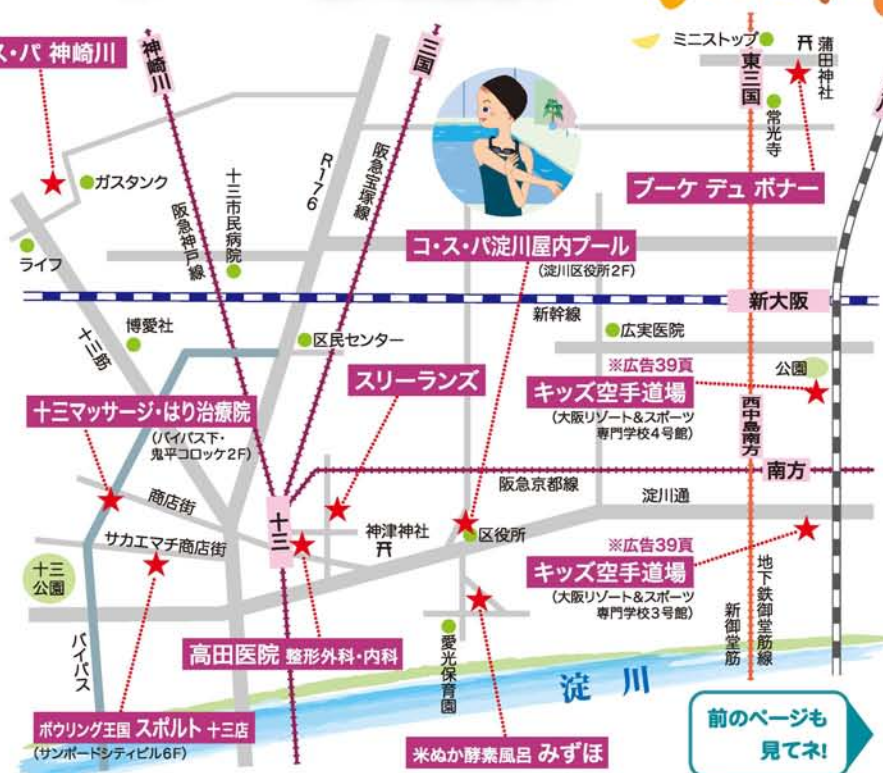 ス・パ 神崎川
神崎川
三国
ミニストップ
蒲田神社
東三国
常光寺
ガスタンク
十三市民病院
R176
阪急宝塚線
阪急神戸線
ブーケ デュ ボナー
ライフ
コ・ス・パ淀川屋内プール
(淀川区役所2F)
新大阪
新幹線
十三筋
博愛社
区民センター
広実医院
公園
※広告39頁
キッズ空手道場
(大阪リゾート&スポーツ
専門学校4号館)
スリーランズ
十三マッサージ・はり治療院
(バイパス下・
鬼平コロッケ2F)
西中島南方
南方
阪急京都線
淀川通
商店街
十三
神津神社
区役所
サカエマチ商店街
十三
公園
※広告39頁
キッズ空手道場
(大阪リゾート&スポーツ
専門学校3号館)
地下鉄御堂筋線
新御堂筋
バイパス
高田医院 整形外科・内科
愛光保育園
淀川
ボウリング王国 スポルト 十三店
(サンボードシティビル6F)
米ぬか酵素風呂 みずほ
前のページも
見てネ!